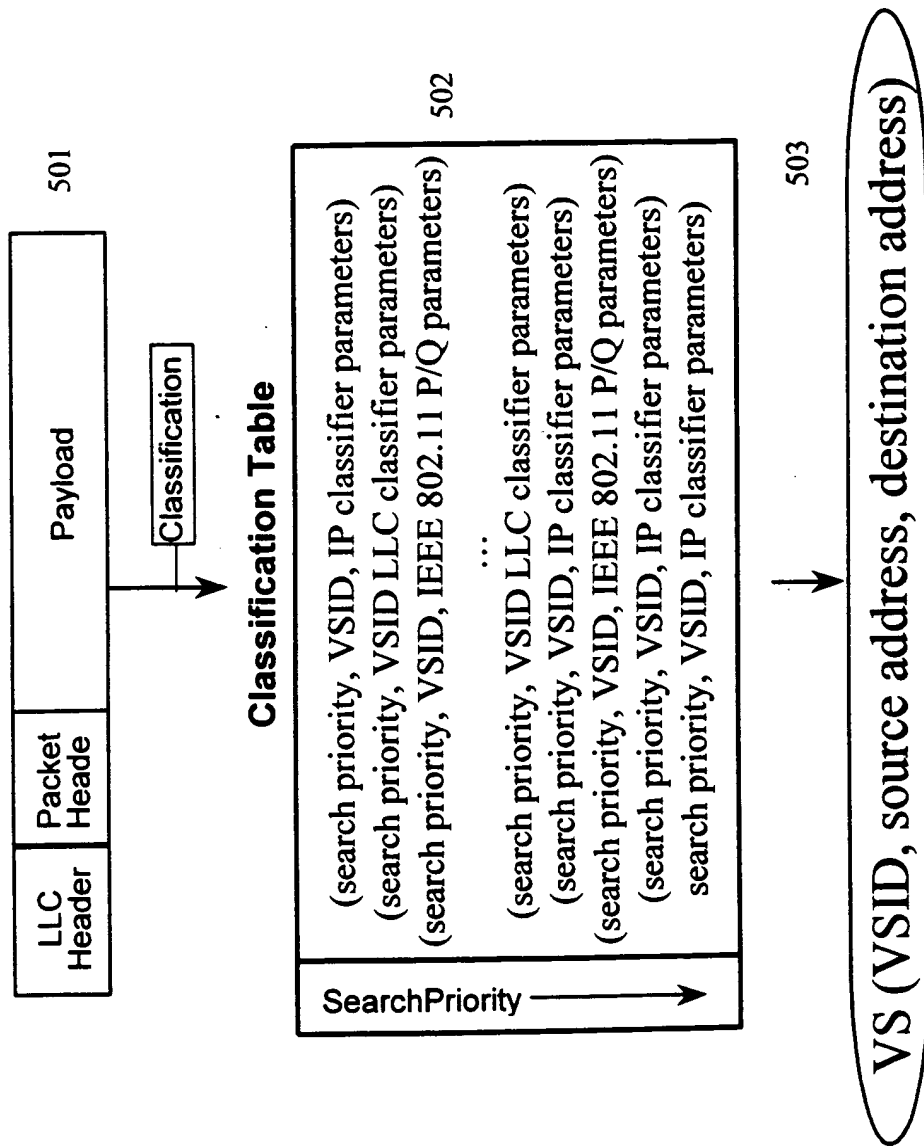 LLC
Header
Packet
Heade
Payload
501
Classification
Classification Table
SearchPriority
(search priority, VSID, IP classifier parameters)
(search priority, VSID LLC classifier parameters)
(search priority, VSID, IEEE 802.11 P/Q parameters)
...
(search priority, VSID LLC classifier parameters)
(search priority, VSID, IP classifier parameters)
(search priority, VSID, IEEE 802.11 P/Q parameters)
(search priority, VSID, IP classifier parameters)
search priority, VSID, IP classifier parameters)
502
503
VS (VSID, source address, destination address)